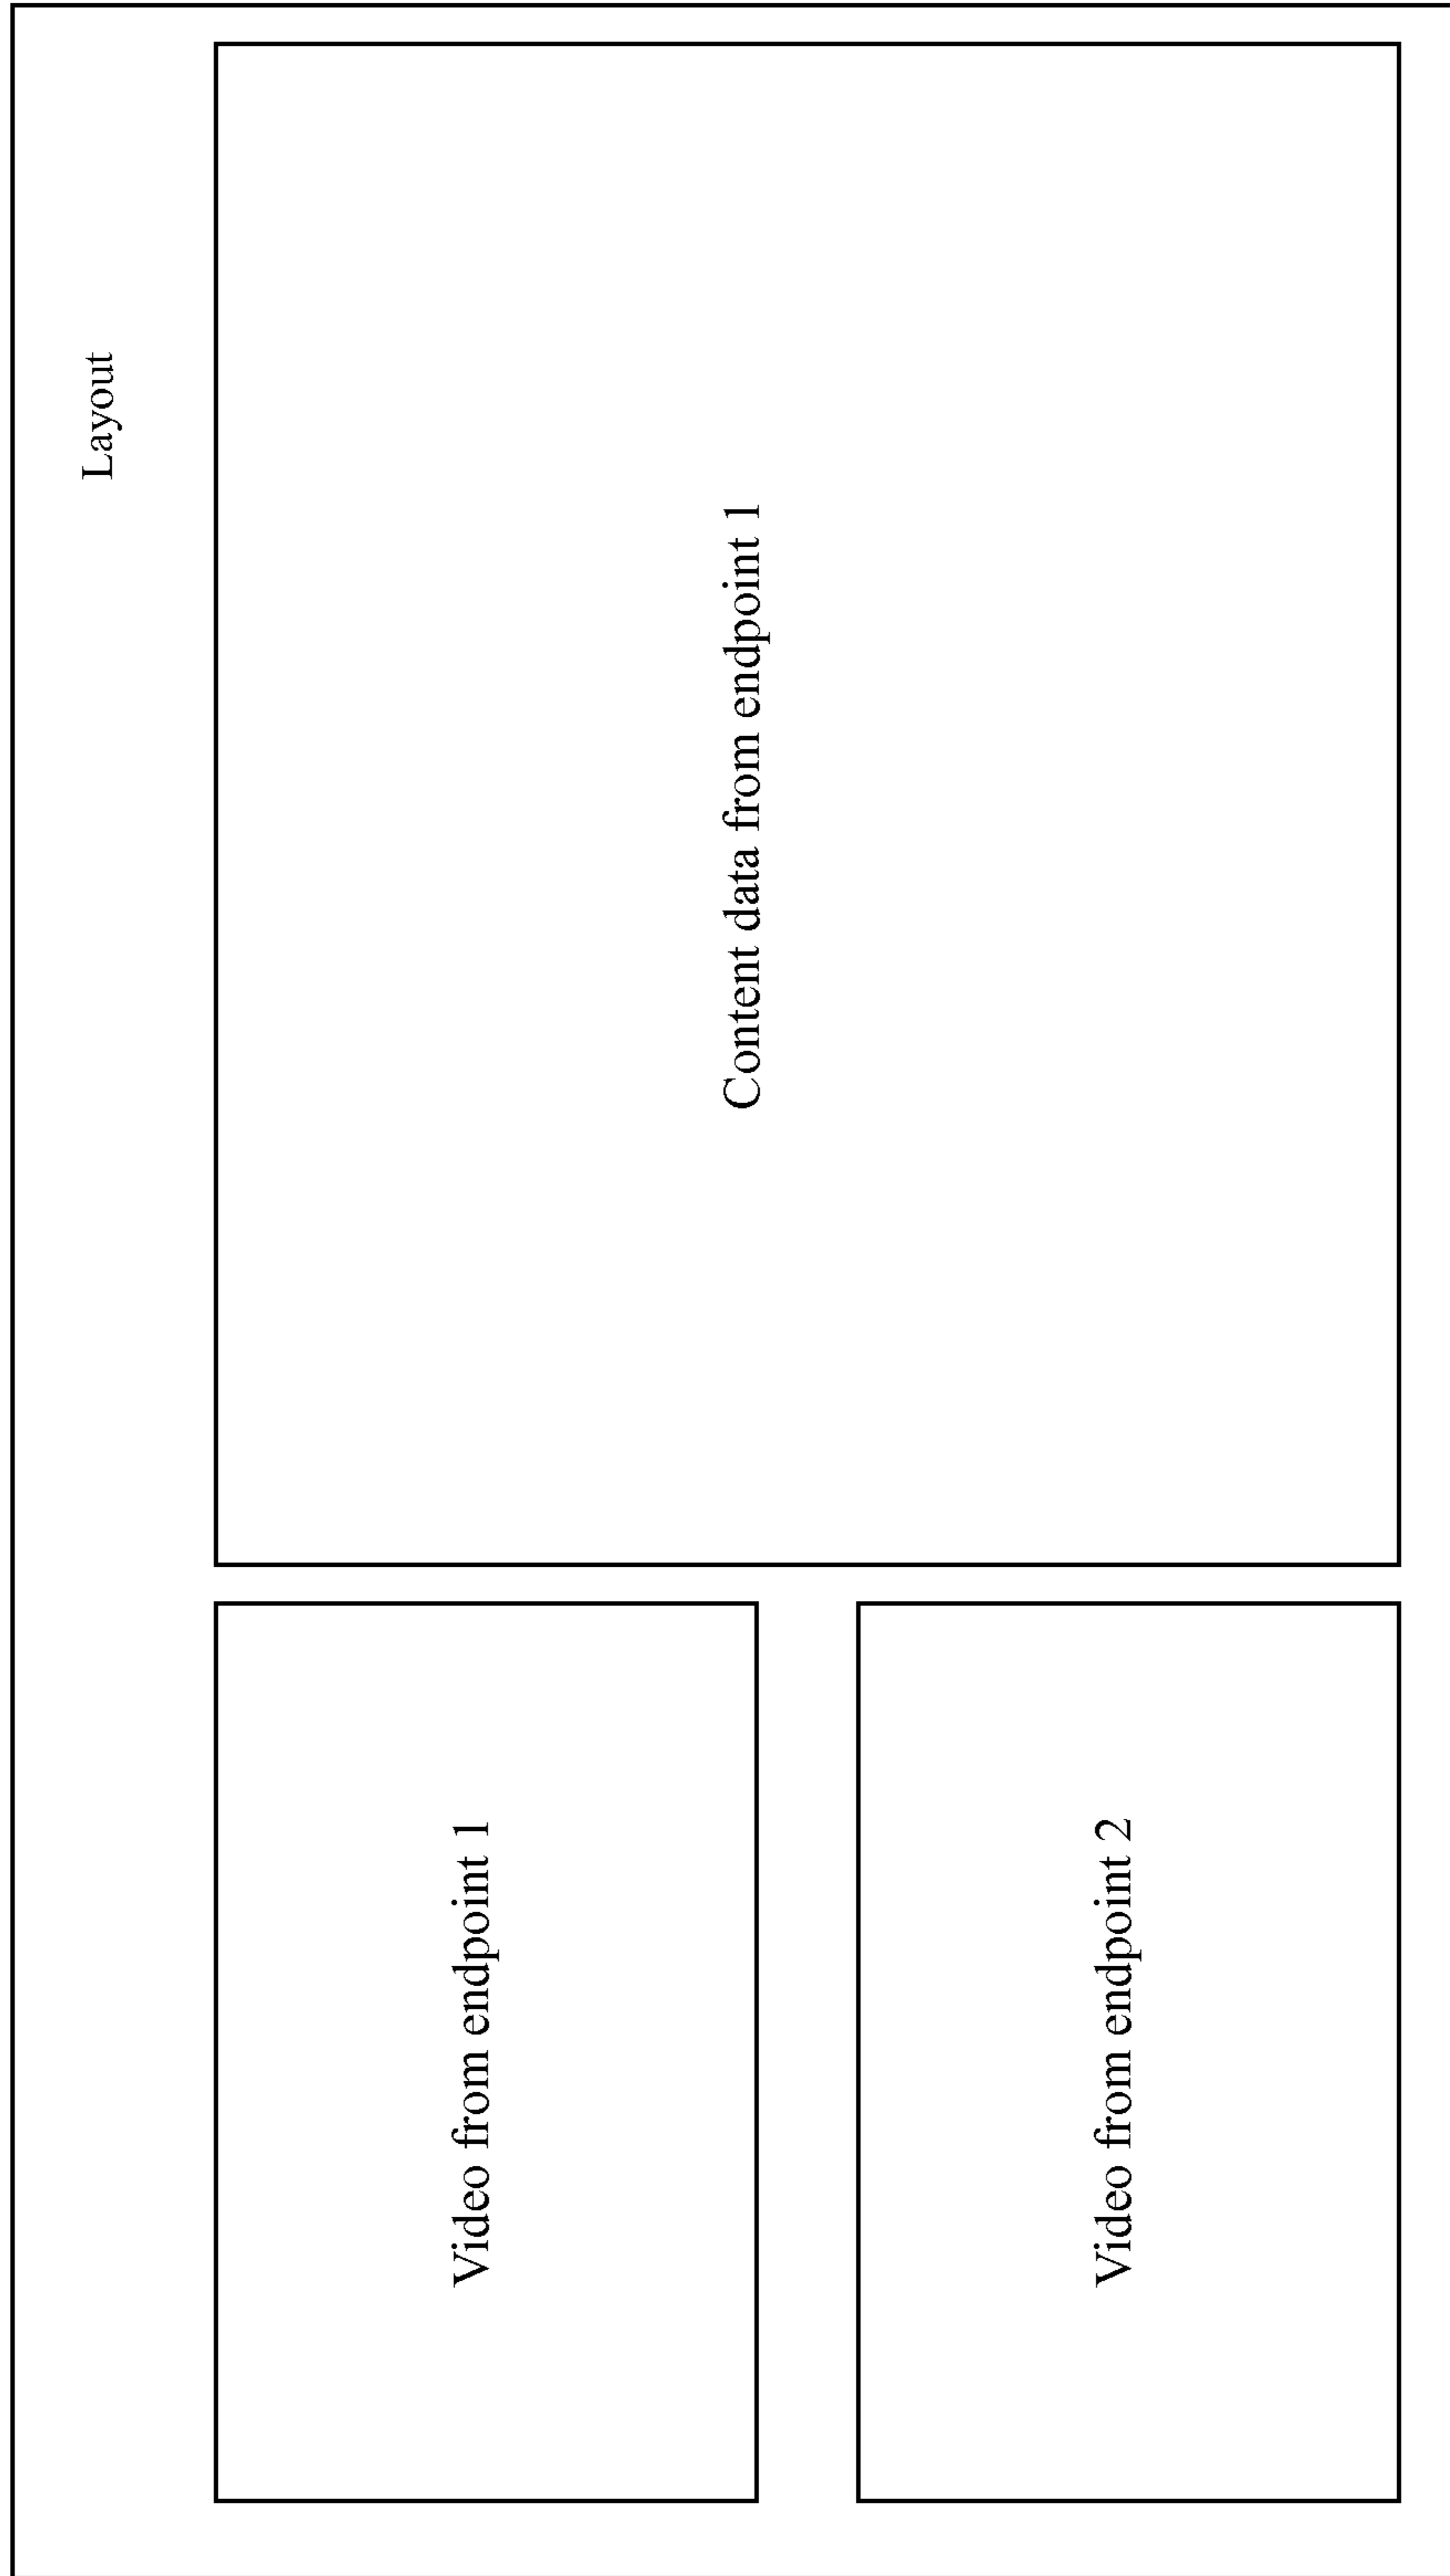 Layout
Video from endpoint 1
Content data from endpoint 1
Video from endpoint 2